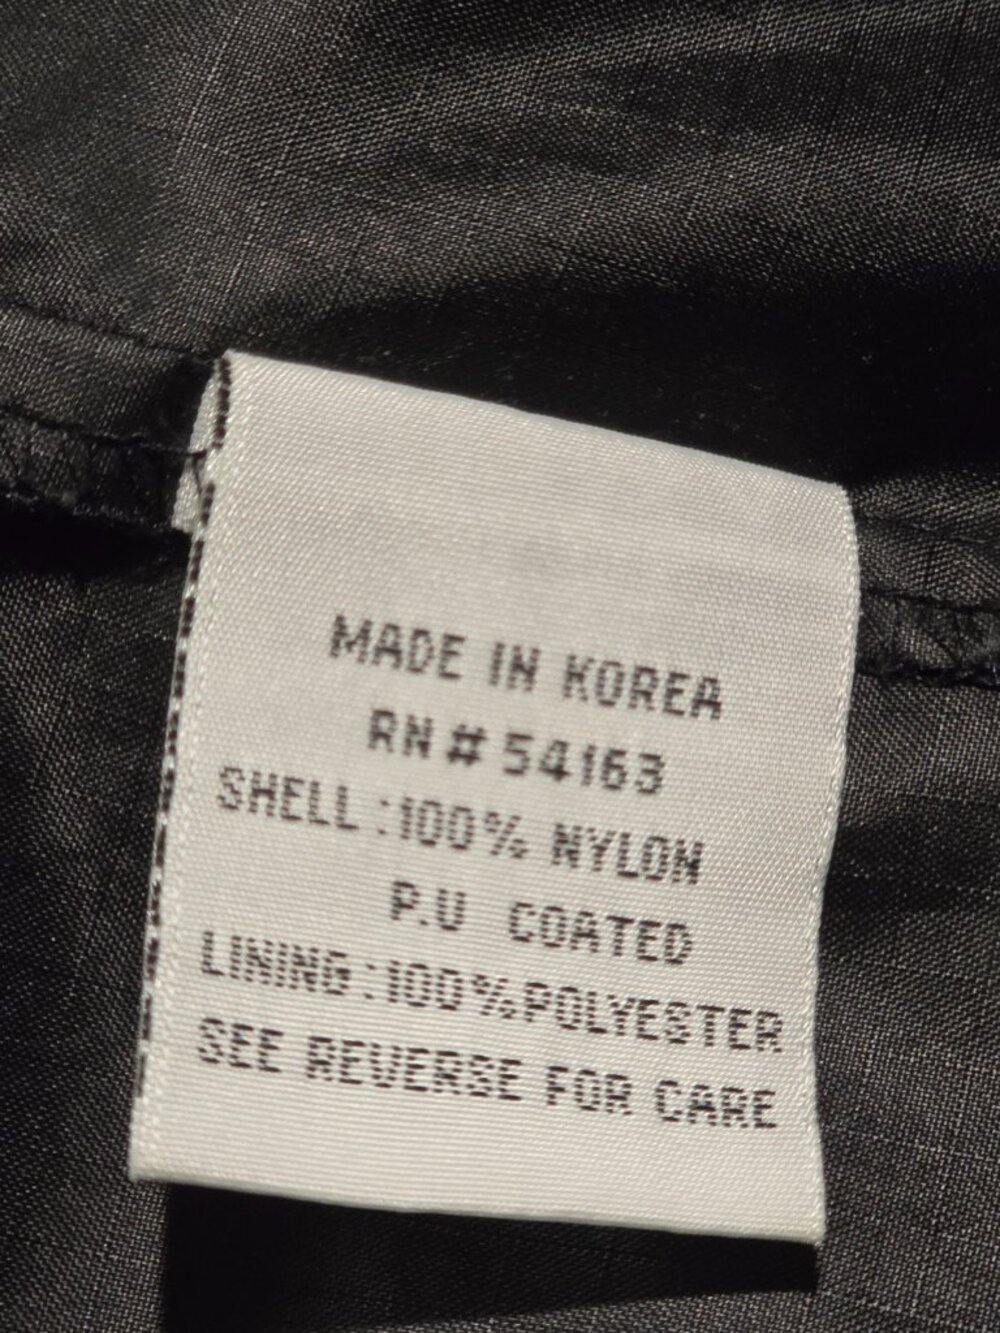 MADE IN KOREA
RN # 54163
SHELL : 100% NYLON
P.U COATED
LINING : 100% POLYESTER
SEE REVERSE FOR CARE